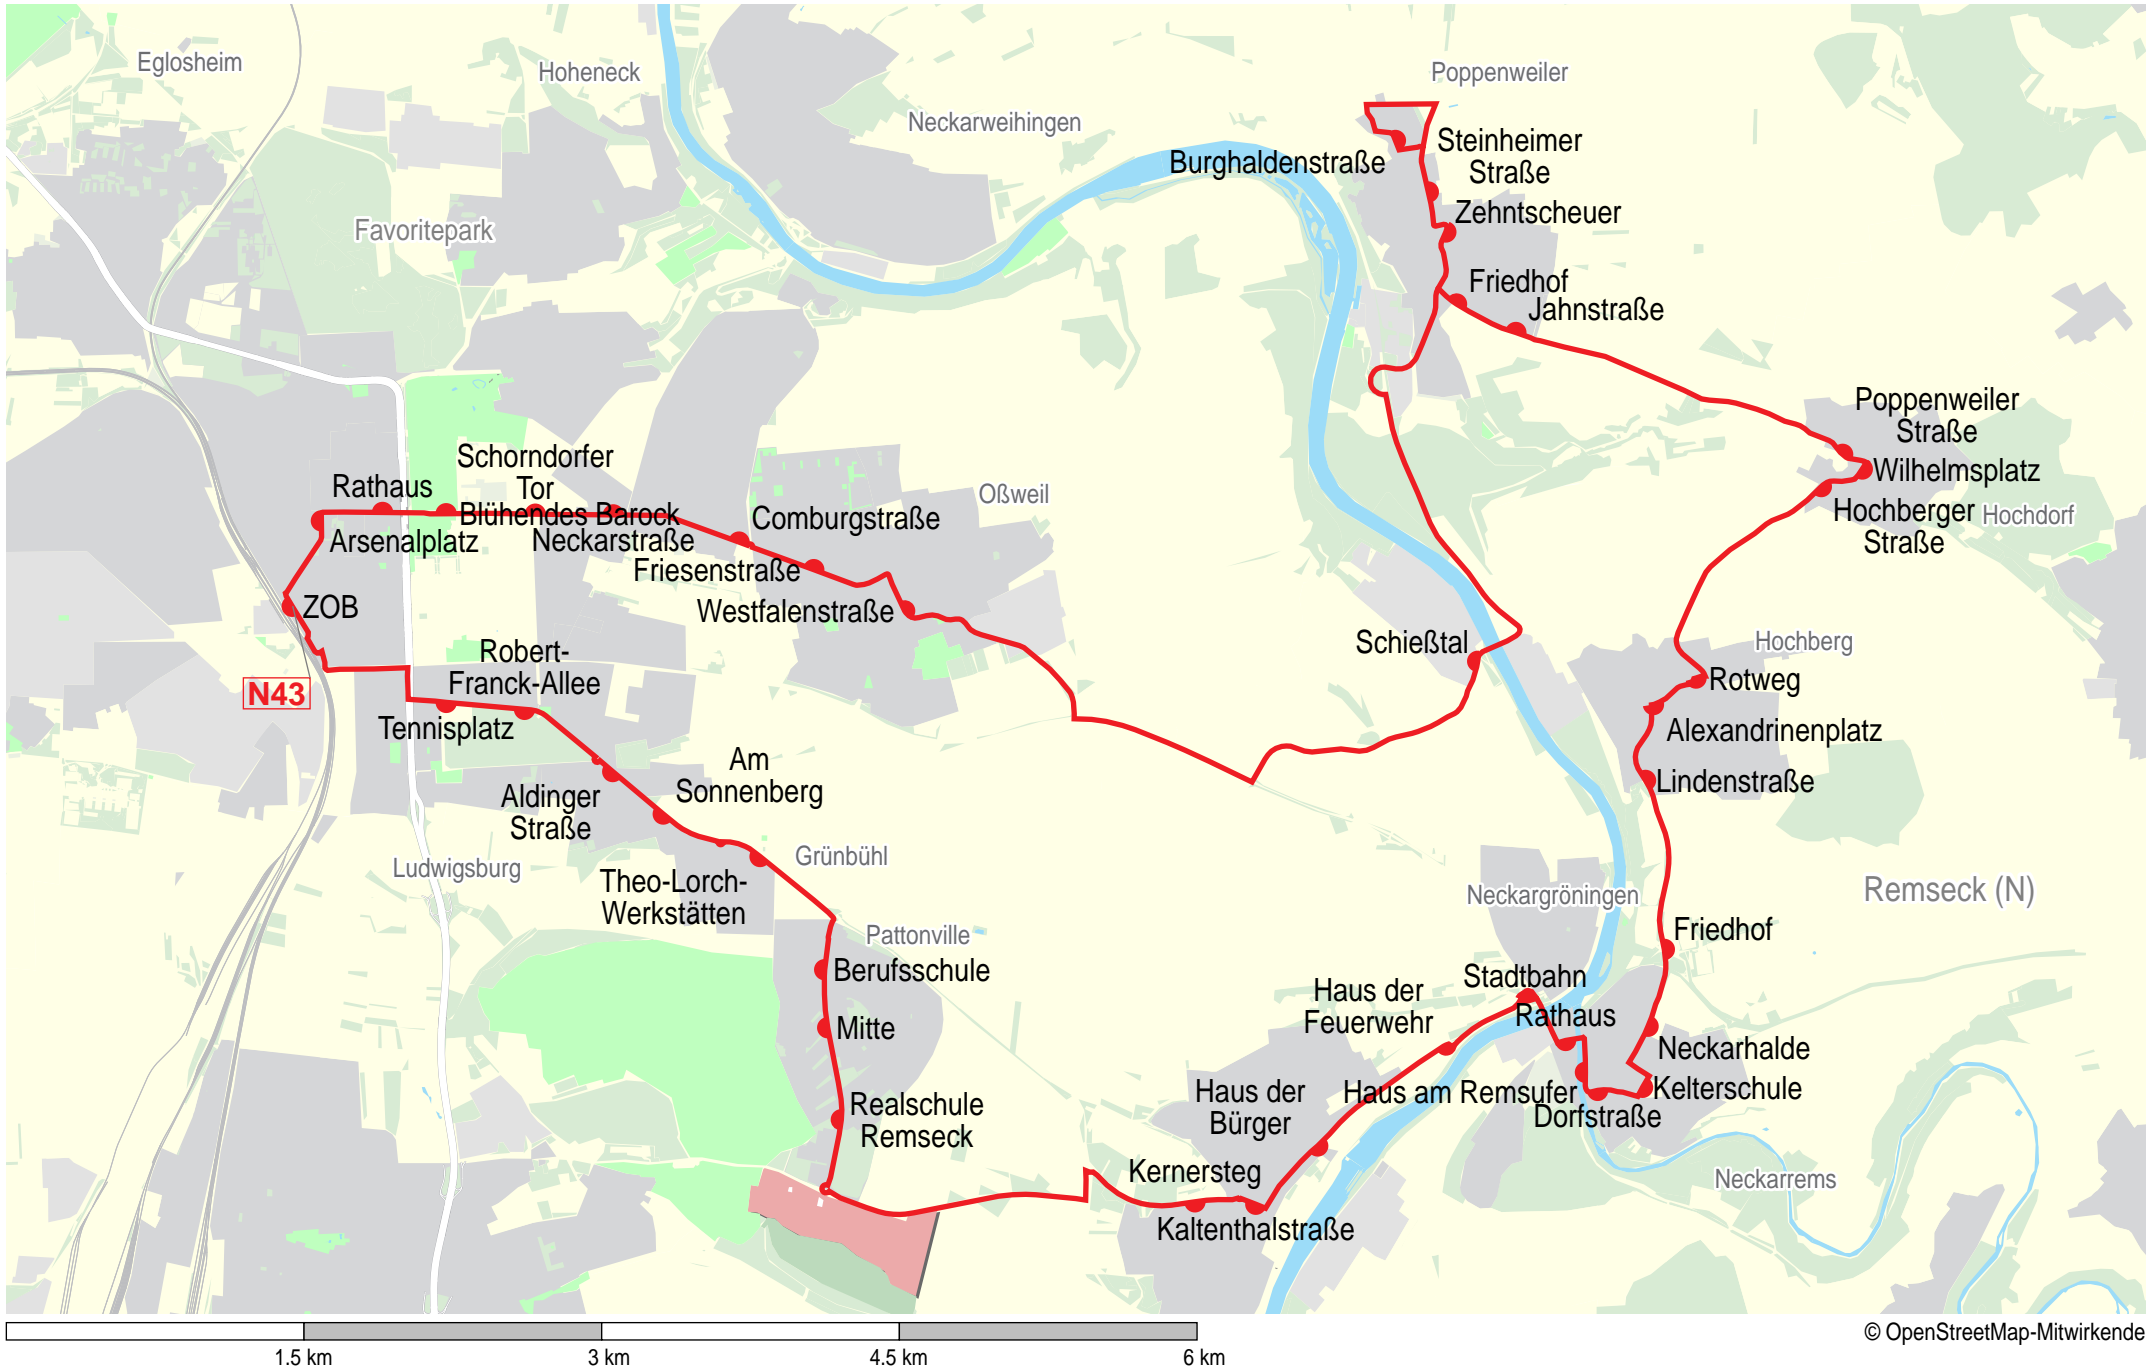 Eglosheim
Hoheneck
Poppenweiler
Neckarweihingen
Steinheimer
Straße
Burghaldenstraße
Zehntscheuer
Favoritepark
Friedhof
Jahnstraße
Poppenweiler
Straße
Wilhelmsplatz
Schorndorfer
Tor
Rathaus
Oßweil
Blühendes Barock
Comburgstraße
Hochberger
Straße
Hochdorf
Arsenalplatz
Neckarstraße
Friesenstraße
ZOB
Westfalenstraße
Schießtal
Hochberg
Robert-
Franck-Allee
N43
Rotweg
Tennisplatz
Alexandrinenplatz
Am
Sonnenberg
Lindenstraße
Aldinger
Straße
Ludwigsburg
Grünbühl
Theo-Lorch-
Werkstätten
Neckargröningen
Remseck (N)
Pattonville
Friedhof
Berufsschule
Stadtbahn
Haus der
Feuerwehr
Rathaus
Mitte
Neckarhalde
Haus der
Bürger
Haus am Remsufer
Kelterschule
Realschule
Remseck
Dorfstraße
Kernersteg
Neckarrems
Kaltenthalstraße
© OpenStreetMap-Mitwirkende
1.5 km
3 km
4.5 km
6 km